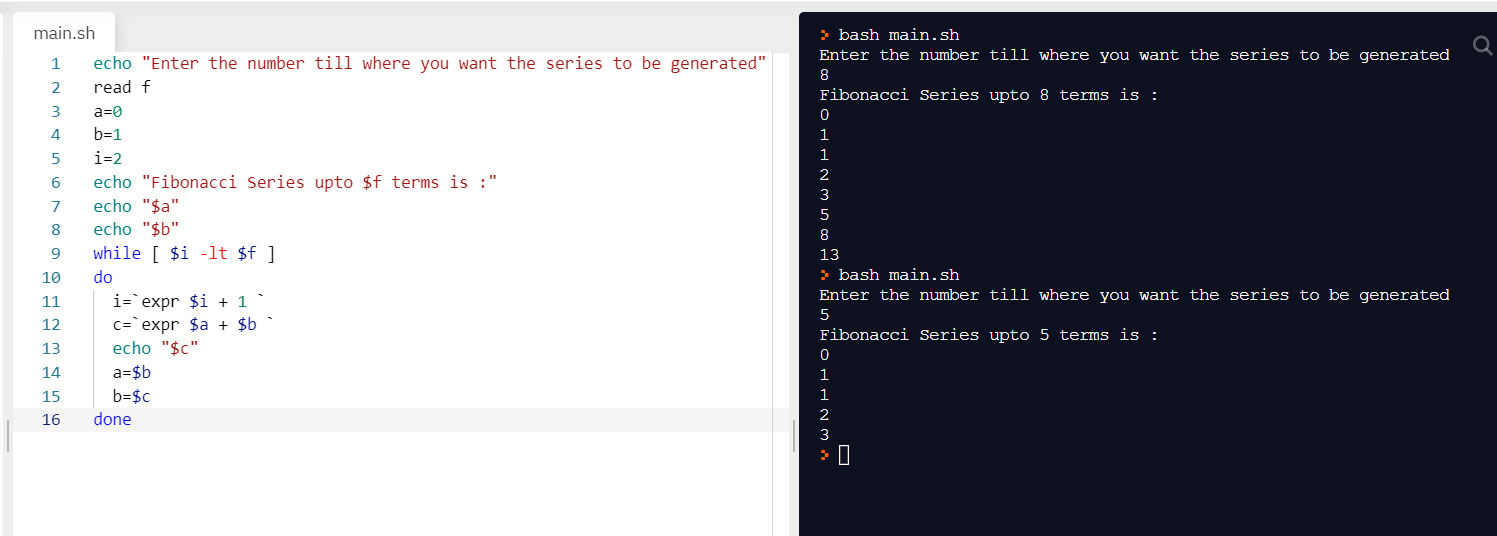 main.sh
1 echo "Enter the number till where you want the series to be generated"
2 read f
3 a=0
4 b=1
5 i=2
6 echo "Fibonacci Series upto $f terms is :"
7 echo "$a"
8 echo "$b"
9 while [ $i -lt $f ]
10 do
11 i=`expr $i + 1 `
12 c=`expr $a + $b `
13 echo "$c"
14 a=$b
15 b=$c
16 done
> bash main.sh
Enter the number till where you want the series to be generated
8
Fibonacci Series upto 8 terms is :
0
1
1
2
3
5
8
13
> bash main.sh
Enter the number till where you want the series to be generated
5
Fibonacci Series upto 5 terms is :
0
1
1
2
3
>